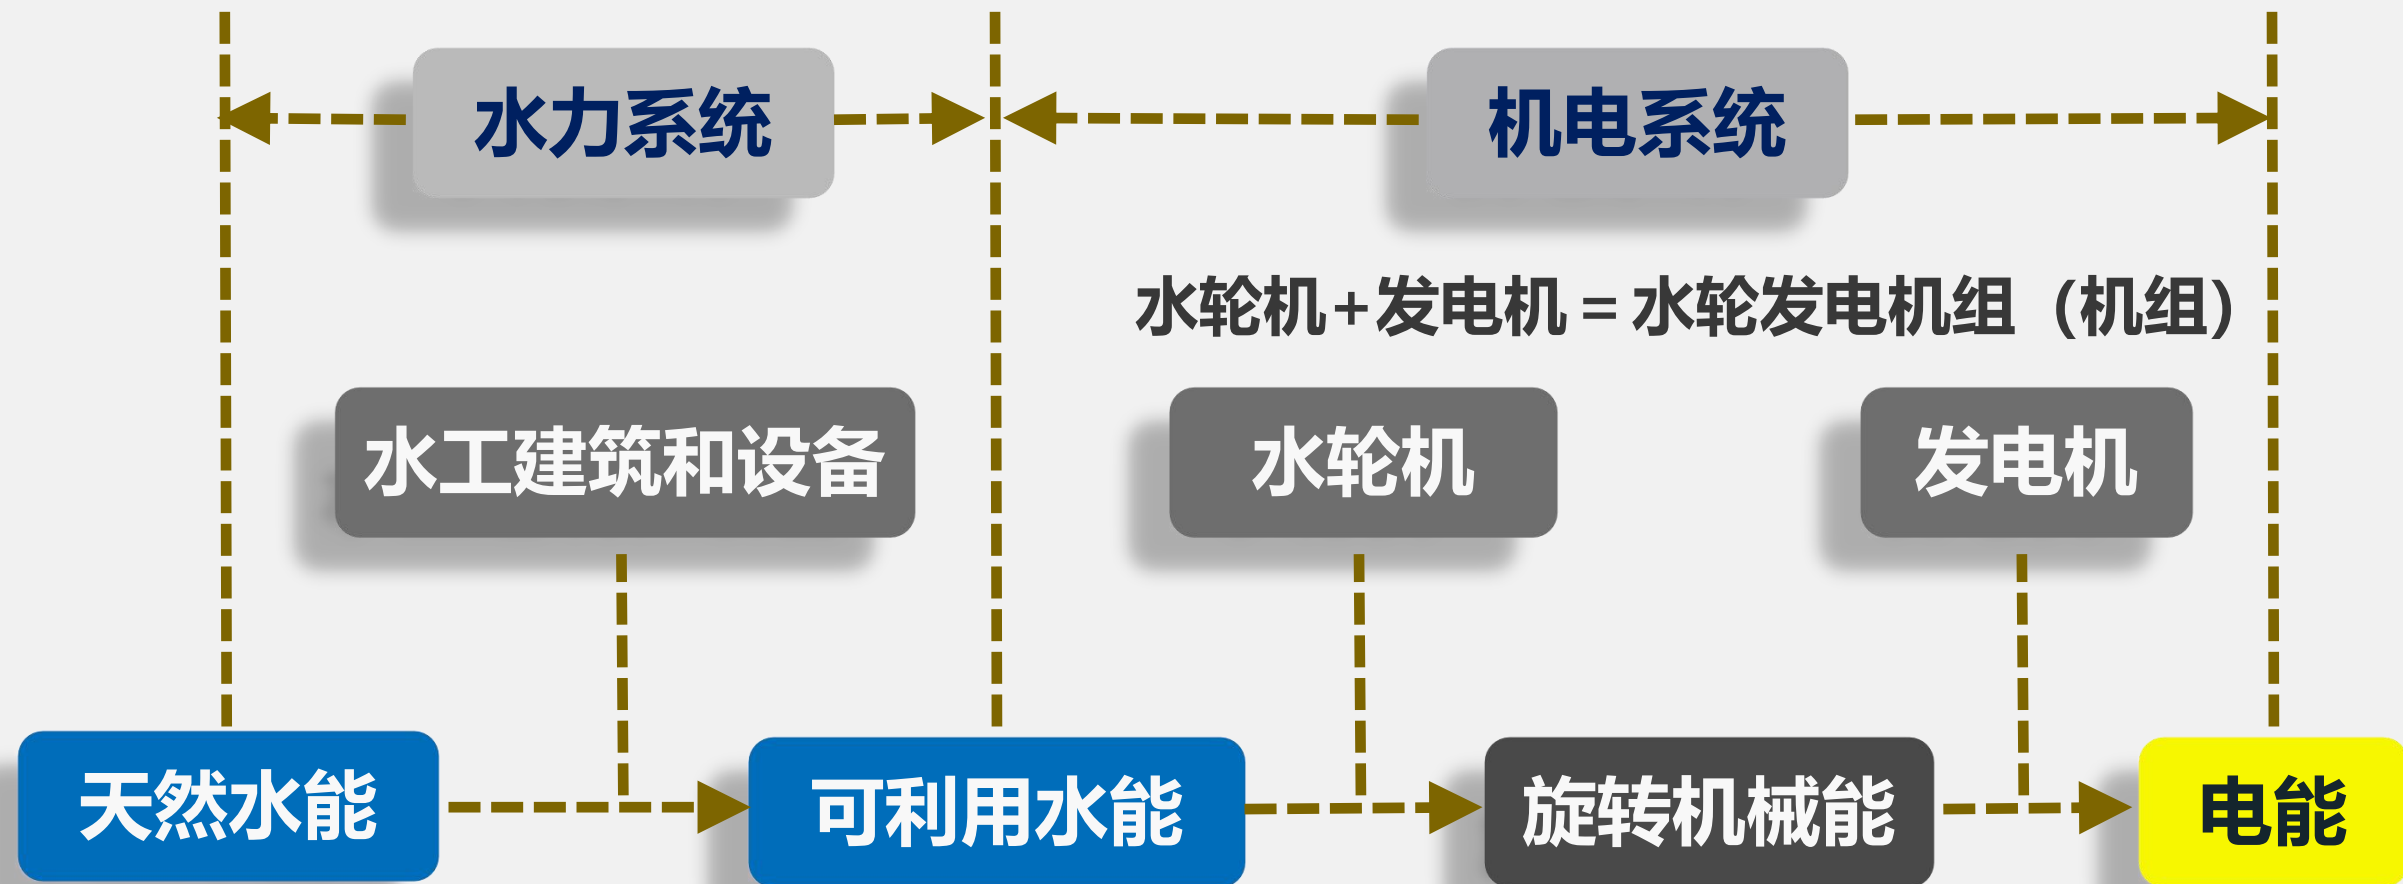 水力系统
机电系统
水轮机+发电机 = 水轮发电机组（机组）
水工建筑和设备
水轮机
发电机
天然水能
可利用水能
旋转机械能
电能